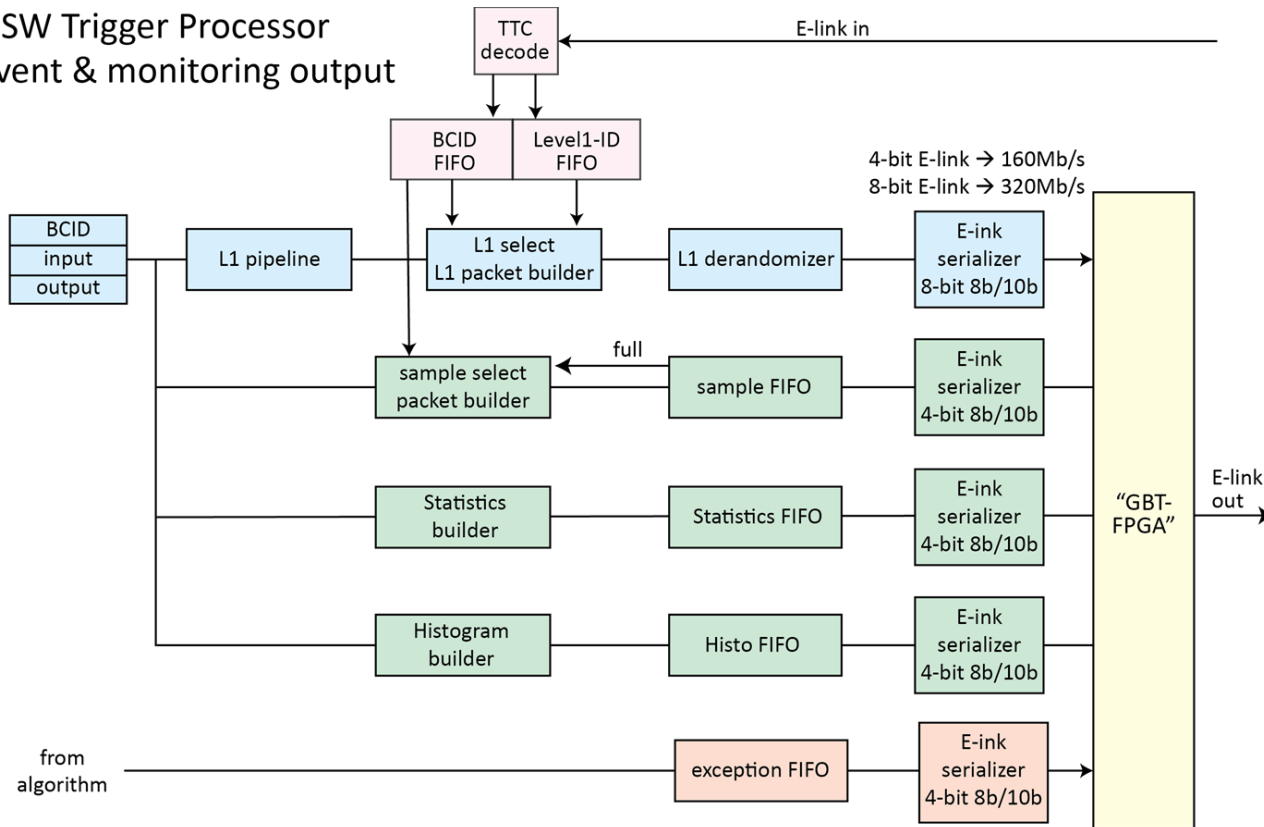 SW Trigger Processor
vent & monitoring output
TTC
decode
E-link in
BCID
FIFO
Level1-ID
FIFO
4-bit E-link → 160Mb/s
8-bit E-link → 320Mb/s
BCID
input
output
L1 pipeline
L1 select
L1 packet builder
L1 derandomizer
E-ink
serializer
8-bit 8b/10b
full
sample select
packet builder
sample FIFO
E-ink
serializer
4-bit 8b/10b
Statistics
builder
Statistics FIFO
E-ink
serializer
4-bit 8b/10b
“GBT-
FPGA”
E-link
out
Histogram
builder
Histo FIFO
E-ink
serializer
4-bit 8b/10b
from
algorithm
exception FIFO
E-ink
serializer
4-bit 8b/10b